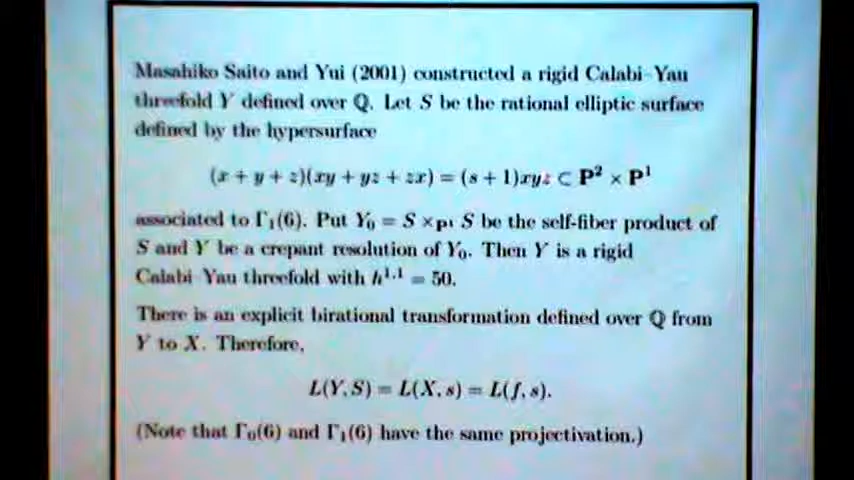 Masahiko Saito and Yui (2001) constructed a rigid Calabi–Yau
threefold Y defined over ℚ. Let S be the rational elliptic surface
defined by the hypersurface
(x + y + z)(xy + yz + zx) = (s + 1)xyz ⊂ P² × P¹
associated to Γ₁(6). Put Y₀ = S ×_P¹ S be the self-fiber product of
S and Y be a crepant resolution of Y₀. Then Y is a rigid
Calabi–Yau threefold with h¹·¹ = 50.
There is an explicit birational transformation defined over ℚ from
Y to X. Therefore,
L(Y, S) = L(X, s) = L(f, s).
(Note that Γ₀(6) and Γ₁(6) have the same projectivation.)